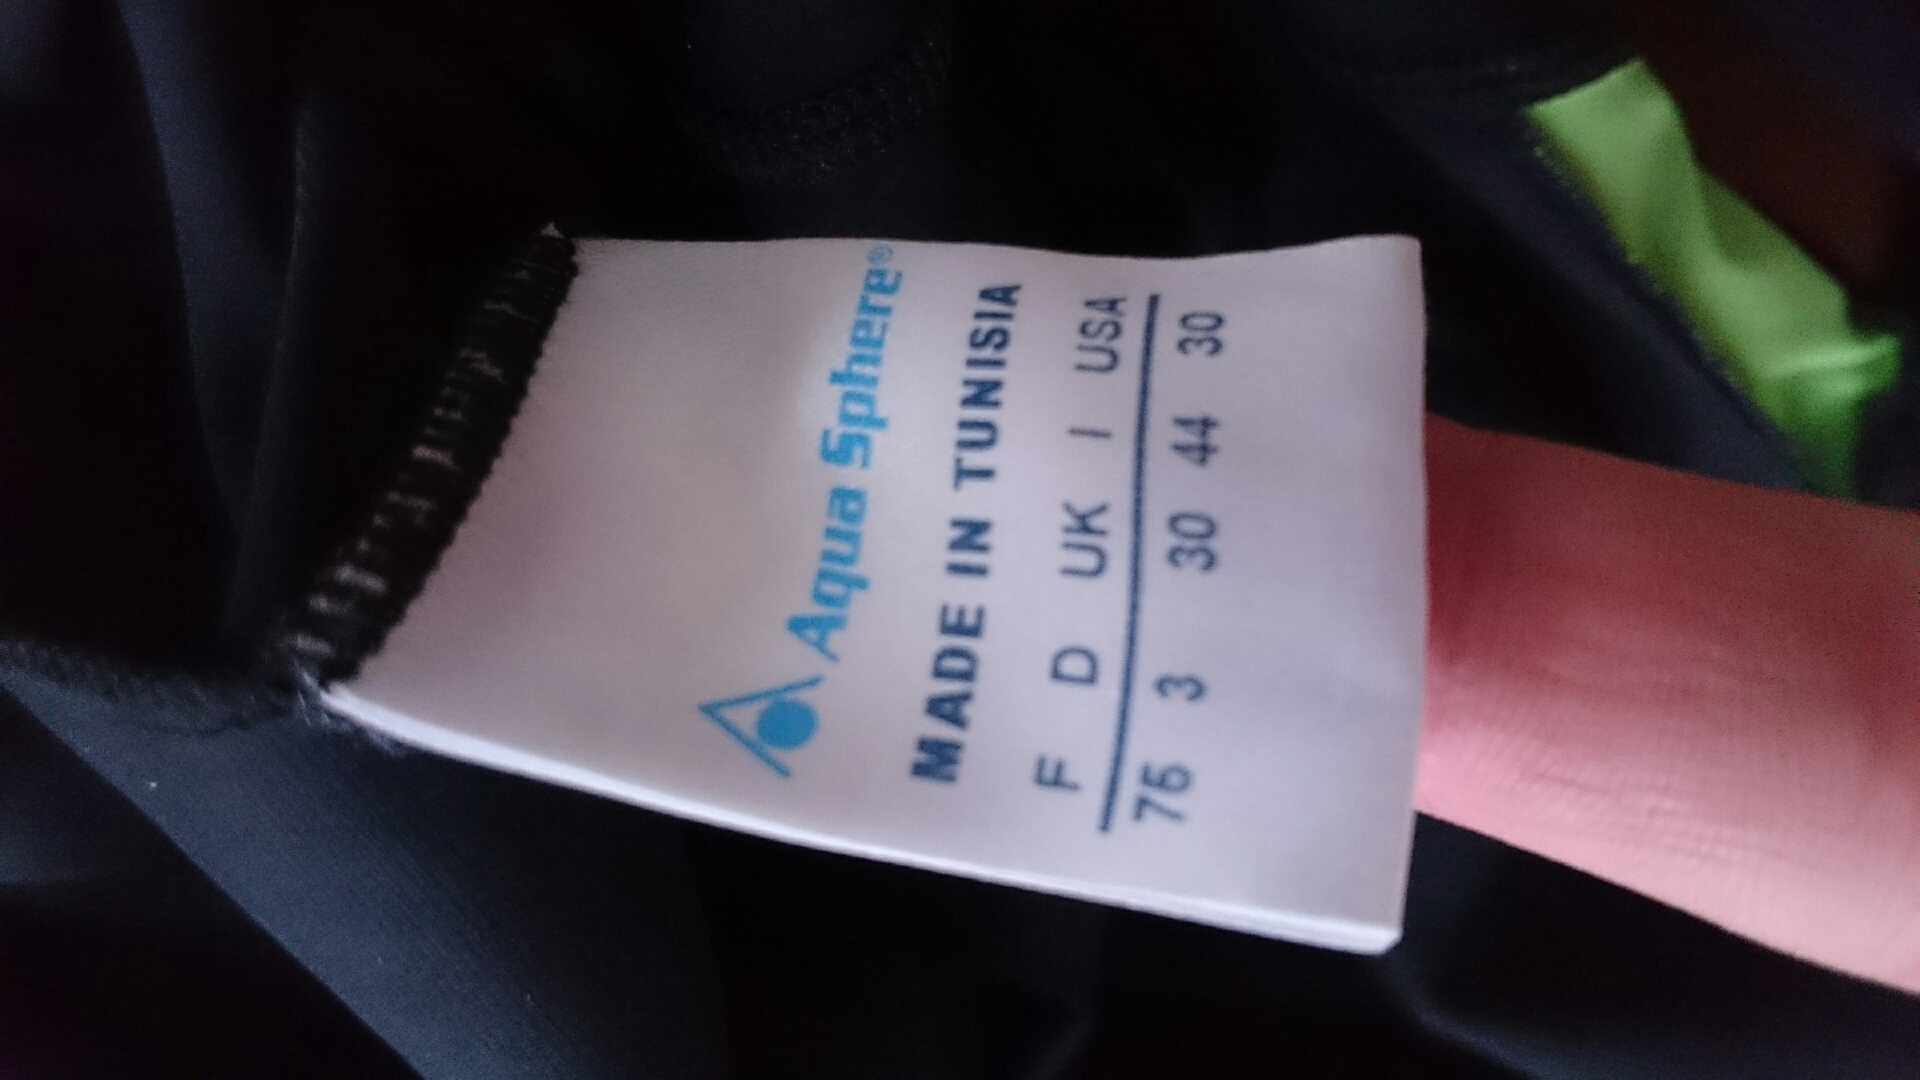 Aqua Sphere®
MADE IN TUNISIA
F D UK I USA
76 3 30 44 30